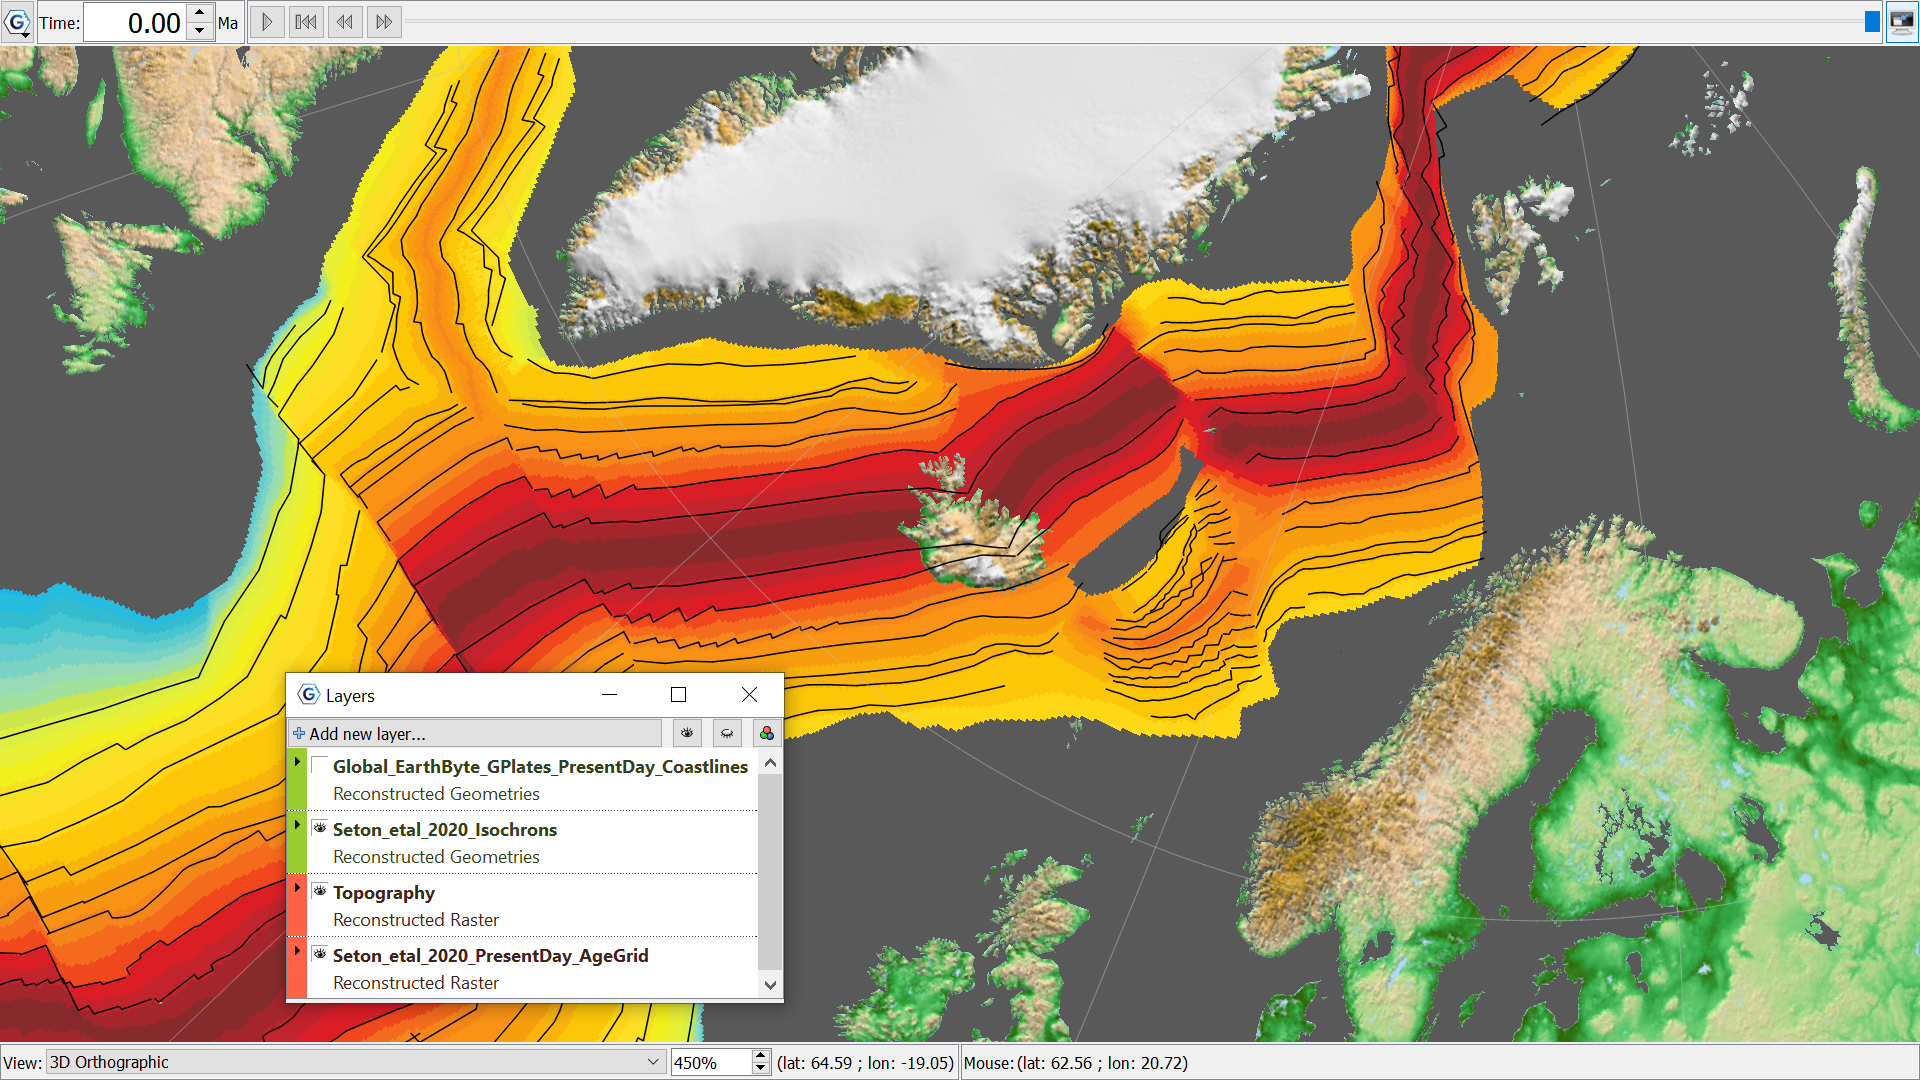 Time: 0.00 Ma
Layers
Add new layer...
Global_EarthByte_GPlates_PresentDay_Coastlines
Reconstructed Geometries
Seton_etal_2020_Isochrons
Reconstructed Geometries
Topography
Reconstructed Raster
Seton_etal_2020_PresentDay_AgeGrid
Reconstructed Raster
View: 3D Orthographic 450% (lat: 64.59 ; lon: -19.05) Mouse: (lat: 62.56 ; lon: 20.72)